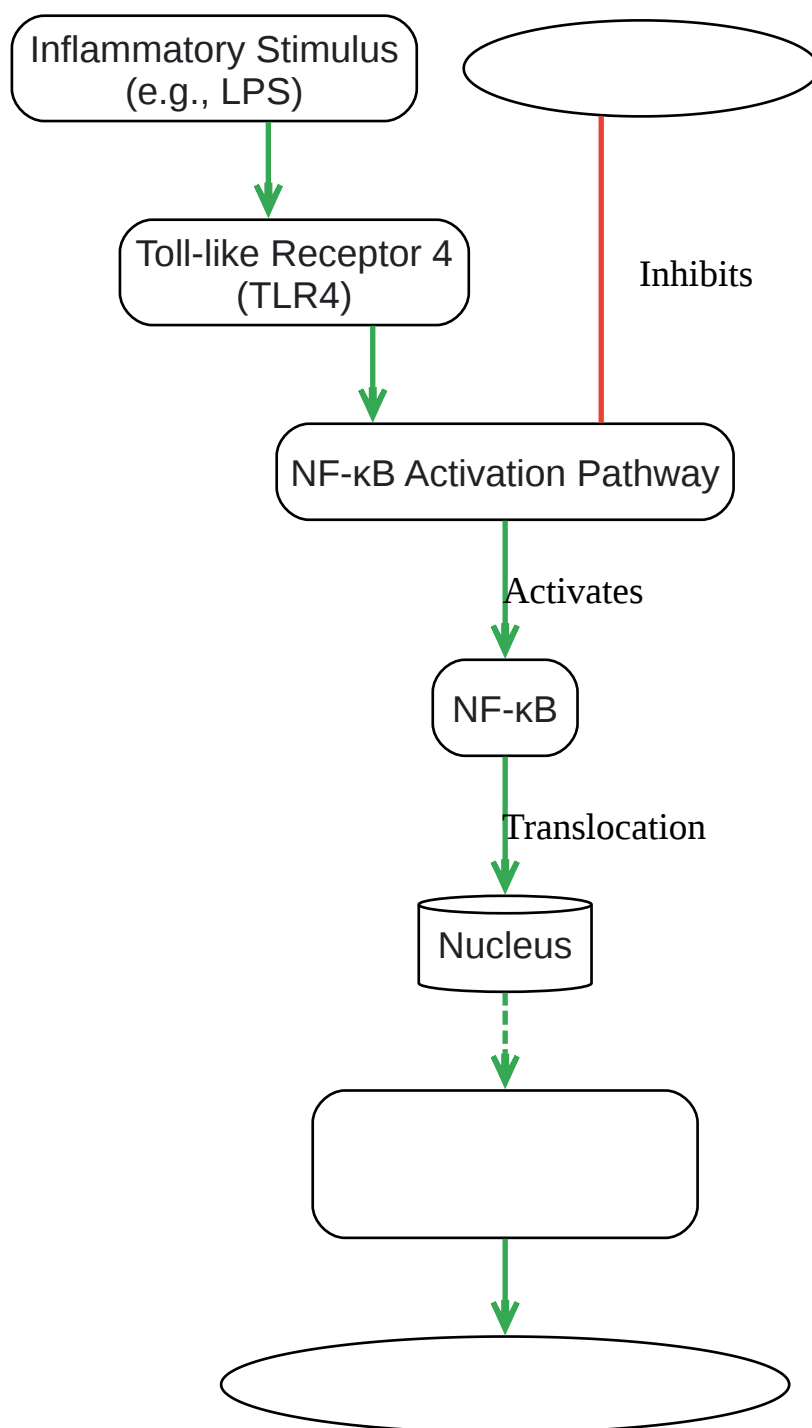 Inflammatory Stimulus
(e.g., LPS)
Toll-like Receptor 4
(TLR4)
Inhibits
NF-κB Activation Pathway
Activates
NF-κB
Translocation
Nucleus